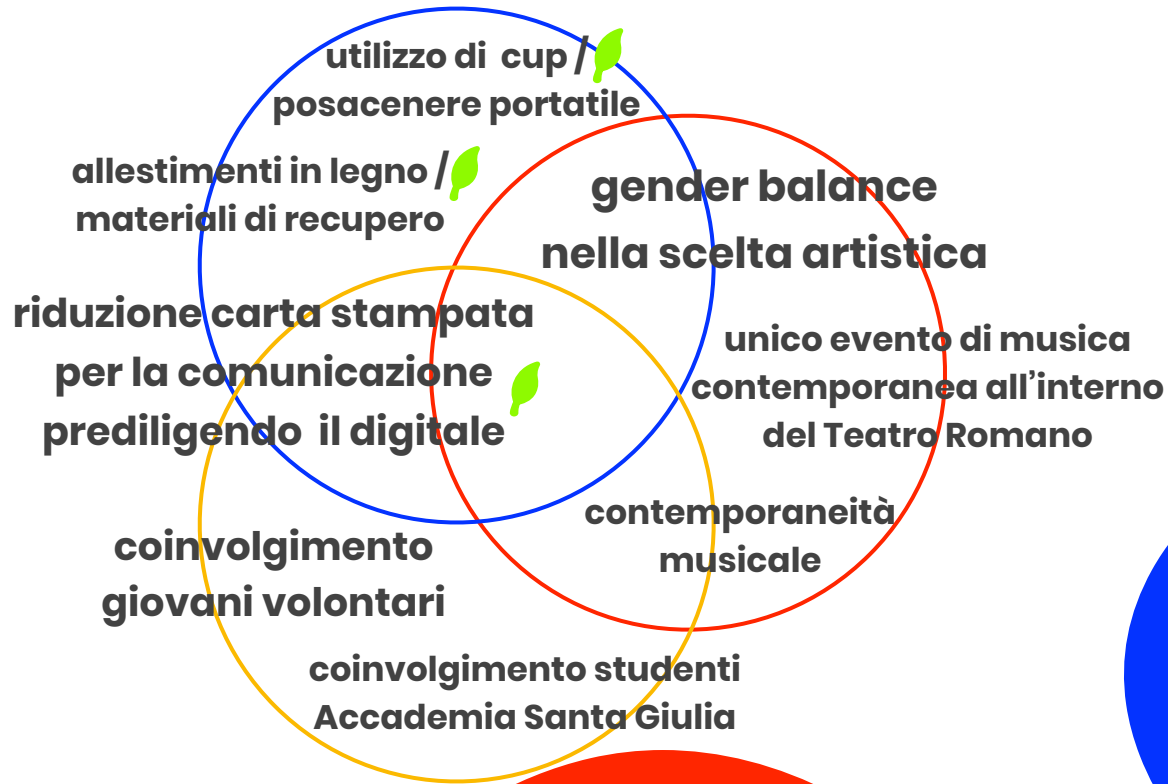 utilizzo di cup /
posacenere portatile
allestimenti in legno /
materiali di recupero
gender balance
nella scelta artistica
riduzione carta stampata
per la comunicazione
prediligendo il digitale
unico evento di musica
contemporanea all’interno
del Teatro Romano
contemporaneità
musicale
coinvolgimento
giovani volontari
coinvolgimento studenti
Accademia Santa Giulia